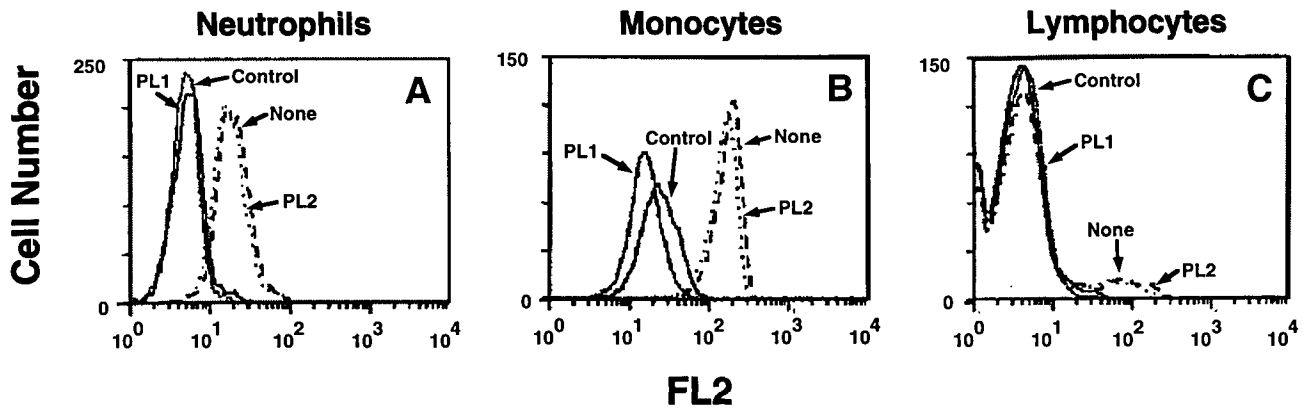 Neutrophils
Monocytes
Lymphocytes
Cell Number
250
0
PL1
Control
None
PL2
A
10^0 10^1 10^2 10^3 10^4
150
0
PL1
Control
None
PL2
B
10^0 10^1 10^2 10^3 10^4
150
0
Control
PL1
None
PL2
C
10^0 10^1 10^2 10^3 10^4
FL2